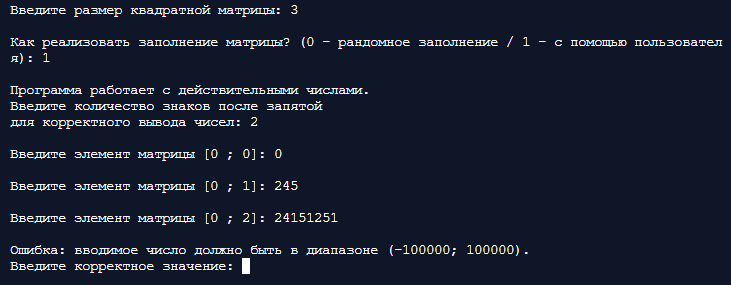 Введите размер квадратной матрицы: 3
Как реализовать заполнение матрицы? (0 - рандомное заполнение / 1 - с помощью пользовател
я): 1
Программа работает с действительными числами.
Введите количество знаков после запятой
для корректного вывода чисел: 2
Введите элемент матрицы [0 ; 0]: 0
Введите элемент матрицы [0 ; 1]: 245
Введите элемент матрицы [0 ; 2]: 24151251
Ошибка: вводимое число должно быть в диапазоне (-100000; 100000).
Введите корректное значение: